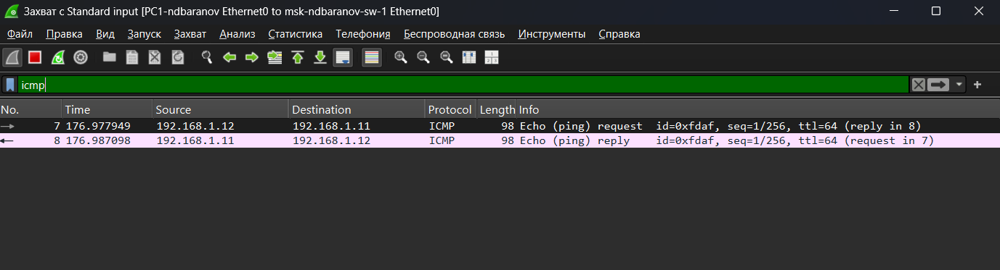 Захват с Standard input [PC1-ndbaranov Ethernet0 to msk-ndbaranov-sw-1 Ethernet0]
Файл Правка Вид Запуск Захват Анализ Статистика Телефония Беспроводная связь Инструменты Справка
icmp
No. Time Source Destination Protocol Length Info
7 176.977949 192.168.1.12 192.168.1.11 ICMP 98 Echo (ping) request id=0xfdaf, seq=1/256, ttl=64 (reply in 8)
8 176.987098 192.168.1.11 192.168.1.12 ICMP 98 Echo (ping) reply id=0xfdaf, seq=1/256, ttl=64 (request in 7)